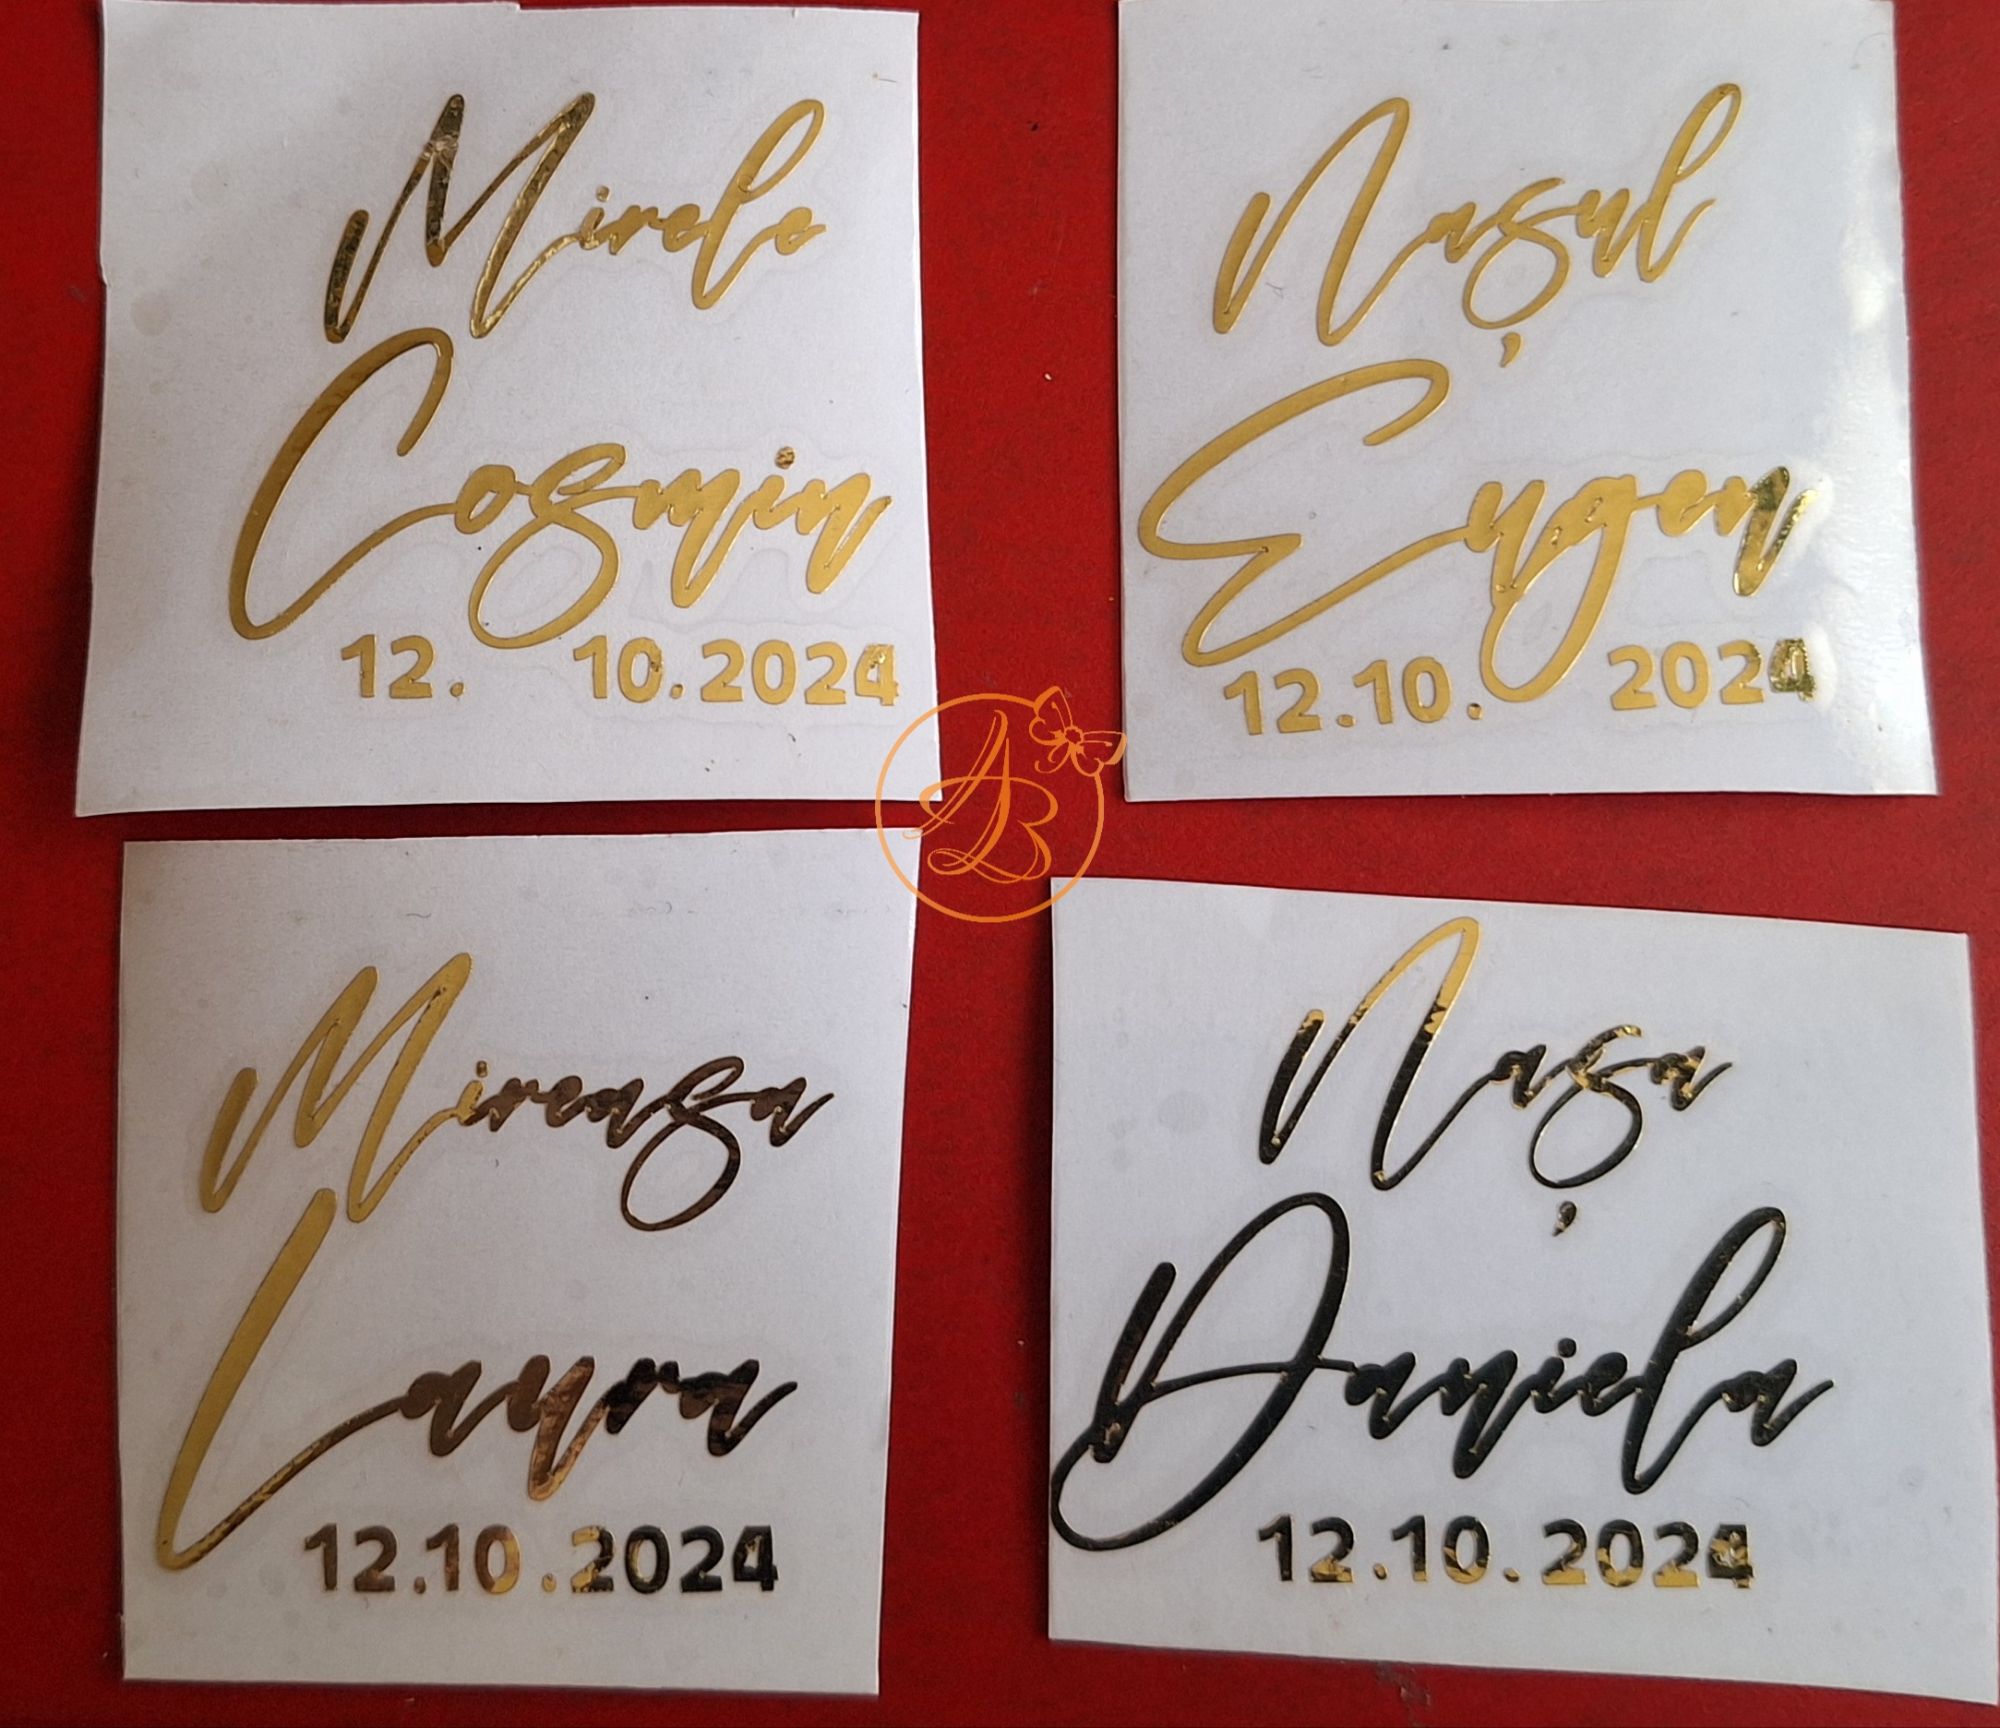 Mirele
Cosmin
12. 10.2024
Nașul
Eugen
12.10. 2024
AB
Mireasa
Laura
12.10.2024
Nașa
Daniela
12.10.2024